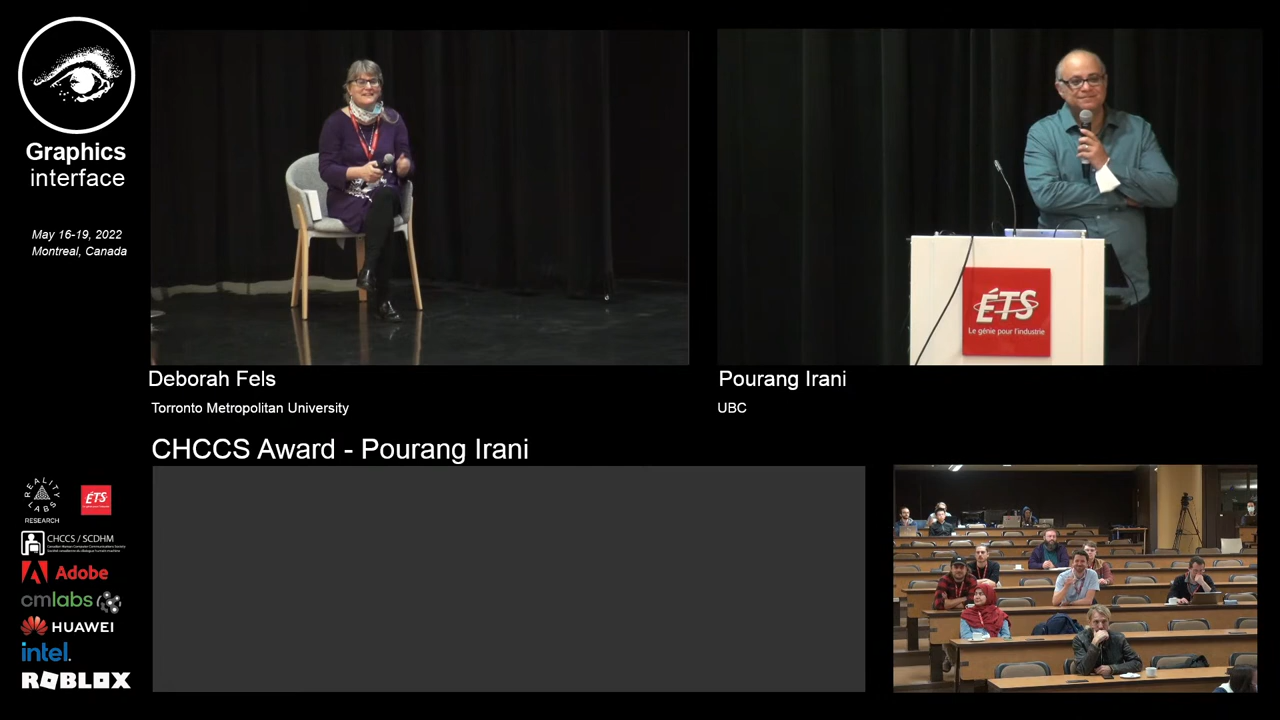 Graphics
interface
May 16-19, 2022
Montreal, Canada
ÉTS
Le génie pour l'industrie
Deborah Fels
Torronto Metropolitan University
Pourang Irani
UBC
CHCCS Award - Pourang Irani
REALITY LABS
RESEARCH
ÉTS
CHCCS / SCDHM
Adobe
cmlabs
HUAWEI
intel.
ROBLOX